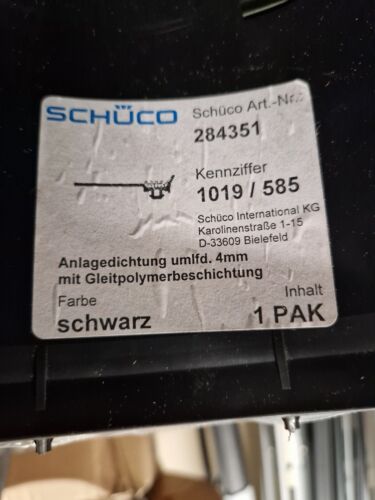 SCHÜCO
Schüco Art.-Nr.:
284351
Kennziffer
1019 / 585
Schüco International KG
Karolinenstraße 1-15
D-33609 Bielefeld
Anlagedichtung umlfd. 4mm
mit Gleitpolymerbeschichtung
Farbe
Inhalt
schwarz
1 PAK